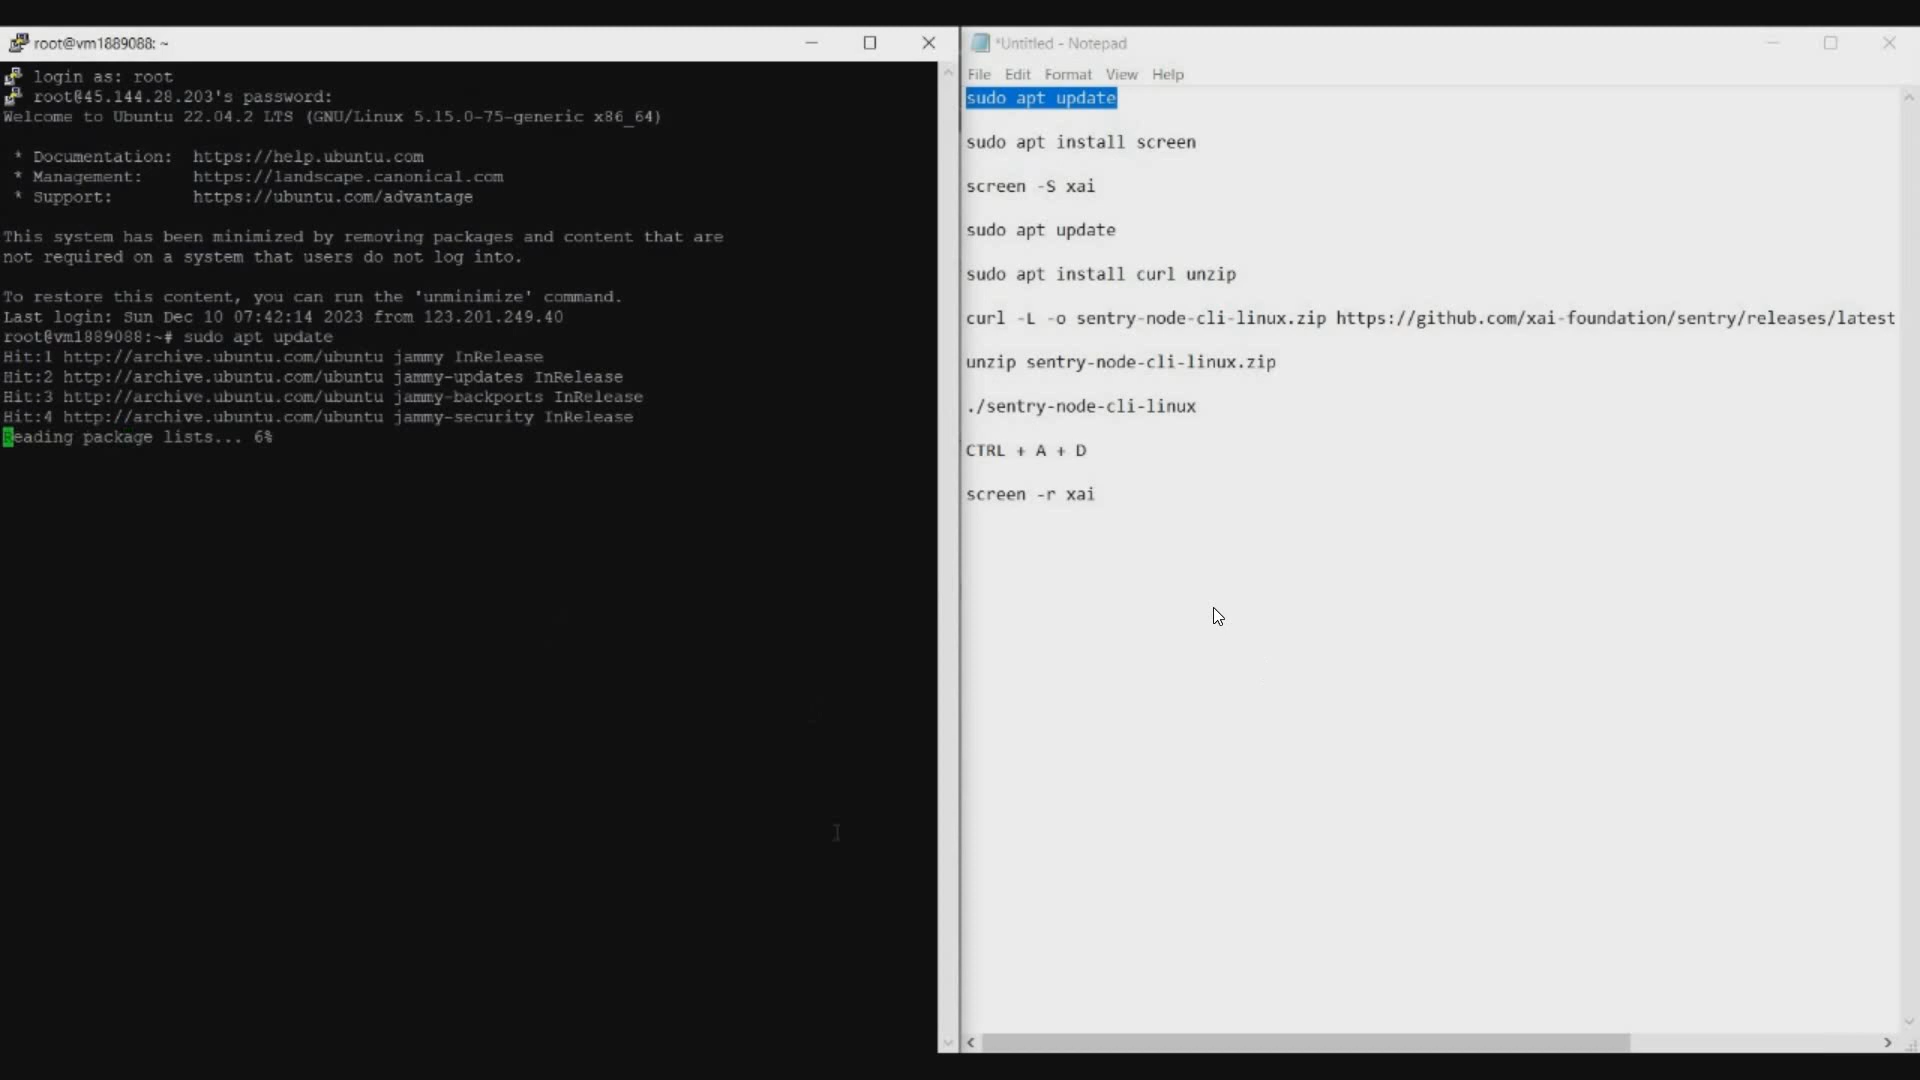 root@vm1889088: ~
login as: root
root@45.144.28.203's password:
Welcome to Ubuntu 22.04.2 LTS (GNU/Linux 5.15.0-75-generic x86_64)
* Documentation:  https://help.ubuntu.com
* Management:     https://landscape.canonical.com
* Support:        https://ubuntu.com/advantage
This system has been minimized by removing packages and content that are
not required on a system that users do not log into.
To restore this content, you can run the 'unminimize' command.
Last login: Sun Dec 10 07:42:14 2023 from 123.201.249.40
root@vm1889088:~# sudo apt update
Hit:1 http://archive.ubuntu.com/ubuntu jammy InRelease
Hit:2 http://archive.ubuntu.com/ubuntu jammy-updates InRelease
Hit:3 http://archive.ubuntu.com/ubuntu jammy-backports InRelease
Hit:4 http://archive.ubuntu.com/ubuntu jammy-security InRelease
Reading package lists... 6%
*Untitled - Notepad
File Edit Format View Help
sudo apt update
sudo apt install screen
screen -S xai
sudo apt update
sudo apt install curl unzip
curl -L -o sentry-node-cli-linux.zip https://github.com/xai-foundation/sentry/releases/latest
unzip sentry-node-cli-linux.zip
./sentry-node-cli-linux
CTRL + A + D
screen -r xai